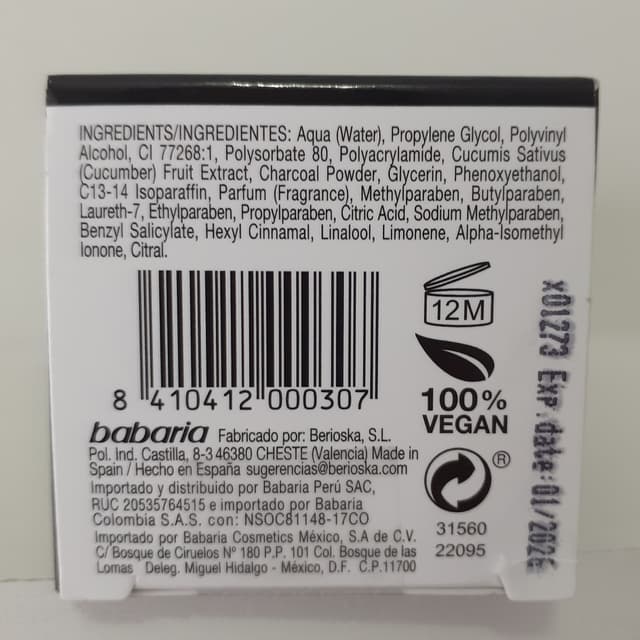 INGREDIENTS/INGREDIENTES: Aqua (Water), Propylene Glycol, Polyvinyl
Alcohol, CI 77268:1, Polysorbate 80, Polyacrylamide, Cucumis Sativus
(Cucumber) Fruit Extract, Charcoal Powder, Glycerin, Phenoxyethanol,
C13-14 Isoparaffin, Parfum (Fragrance), Methylparaben, Butylparaben,
Laureth-7, Ethylparaben, Propylparaben, Citric Acid, Sodium Methylparaben,
Benzyl Salicylate, Hexyl Cinnamal, Linalool, Limonene, Alpha-Isomethyl
Ionone, Citral.
12M
100%
VEGAN
8 410412 000307
babaria Fabricado por: Berioska, S.L.
Pol. Ind. Castilla, 8-3 46380 CHESTE (Valencia) Made in
Spain / Hecho en España sugerencias@berioska.com
Importado y distribuido por Babaria Perú SAC,
RUC 20535764515 e importado por Babaria
Colombia S.A.S. con: NSOC81148-17CO
Importado por Babaria Cosmetics México, S.A de C.V.
C/ Bosque de Ciruelos Nº 180 P.P. 101 Col. Bosque de las
Lomas Deleg. Miguel Hidalgo - México, D.F. C.P.11700
®
31560
22095
X01273 Exp.date:01/2026